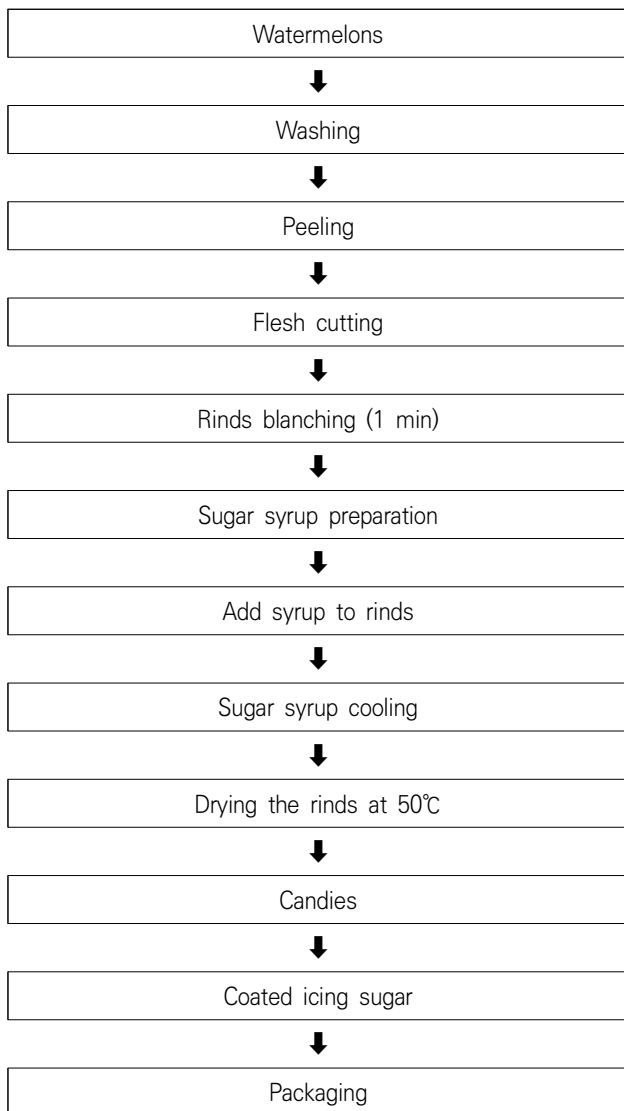 Watermelons
Washing
Peeling
Flesh cutting
Rinds blanching (1 min)
Sugar syrup preparation
Add syrup to rinds
Sugar syrup cooling
Drying the rinds at 50℃
Candies
Coated icing sugar
Packaging